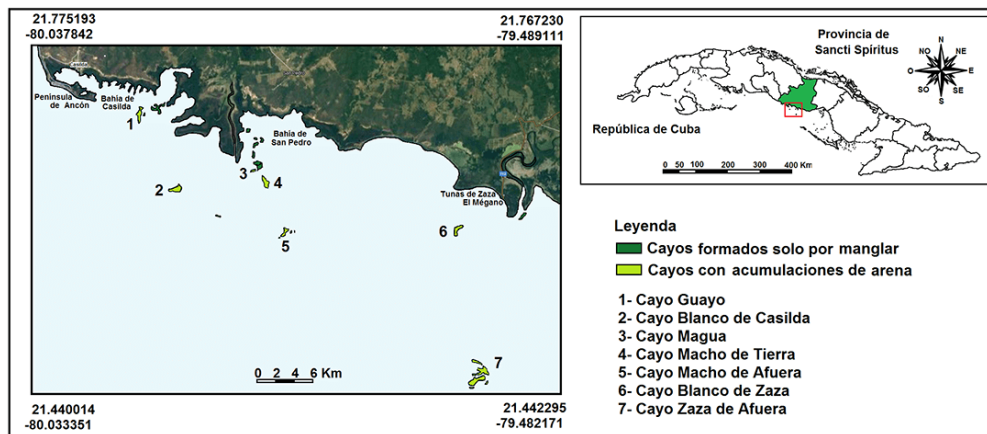 21.775193
-80.037842
21.767230
-79.489111
Casilda
Península
de Ancón
Bahía de
Casilda
1
Bahía de
San Pedro
3
4
2
Tunas de Zaza
El Mégano
5
6
7
0 2 4 6 Km
21.440014
-80.033351
21.442295
-79.482171
Provincia de
Sancti Spíritus
N
NO
NE
O
E
SO
SE
S
República de Cuba
0 50 100 200 300 400 Km
Leyenda
Cayos formados solo por manglar
Cayos con acumulaciones de arena
1- Cayo Guayo
2- Cayo Blanco de Casilda
3- Cayo Magua
4- Cayo Macho de Tierra
5- Cayo Macho de Afuera
6- Cayo Blanco de Zaza
7- Cayo Zaza de Afuera